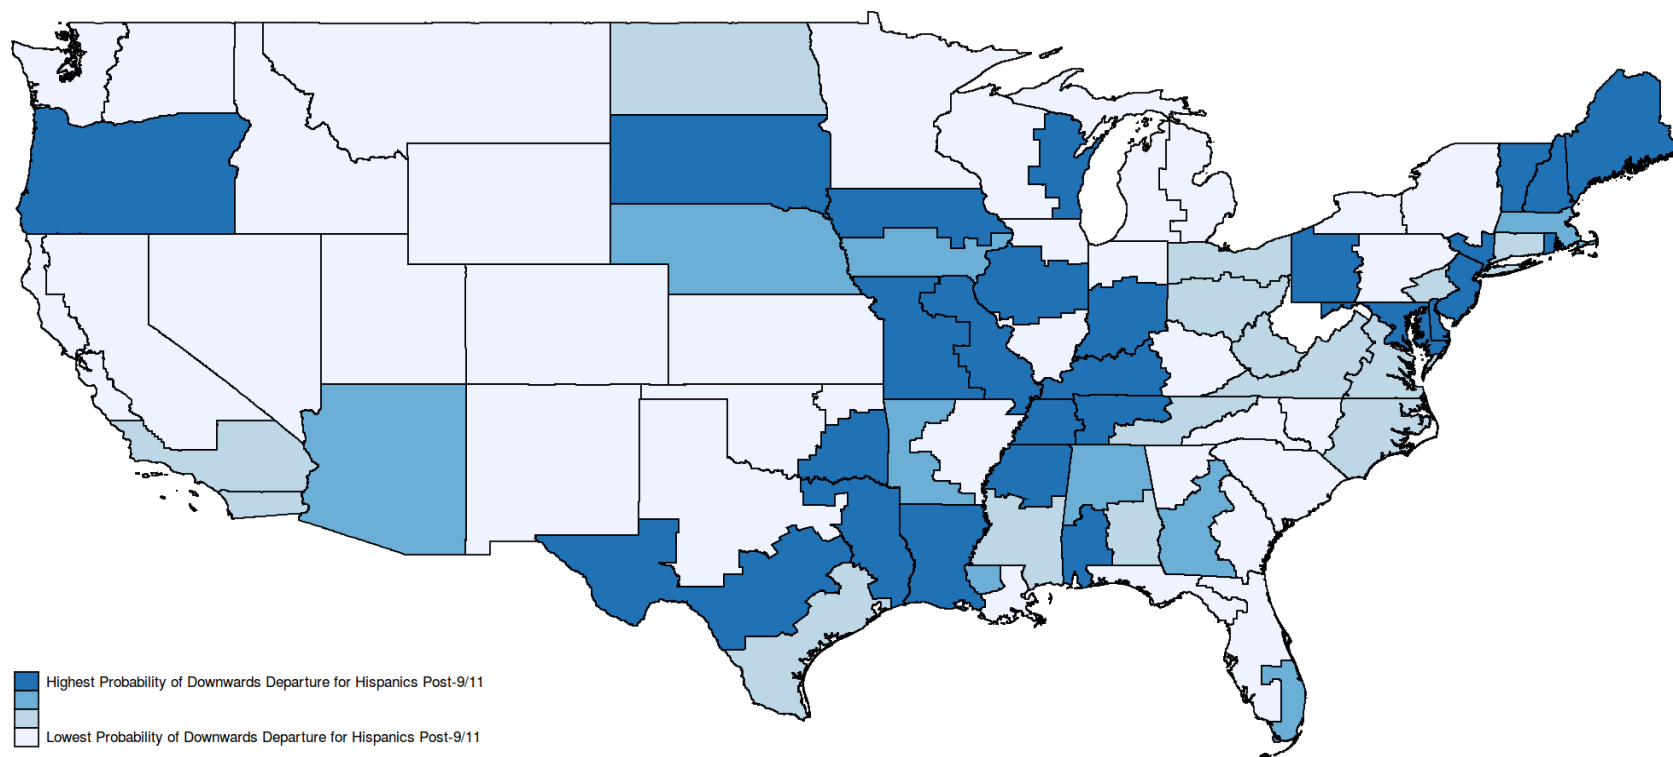 Highest Probability of Downwards Departure for Hispanics Post-9/11
Lowest Probability of Downwards Departure for Hispanics Post-9/11